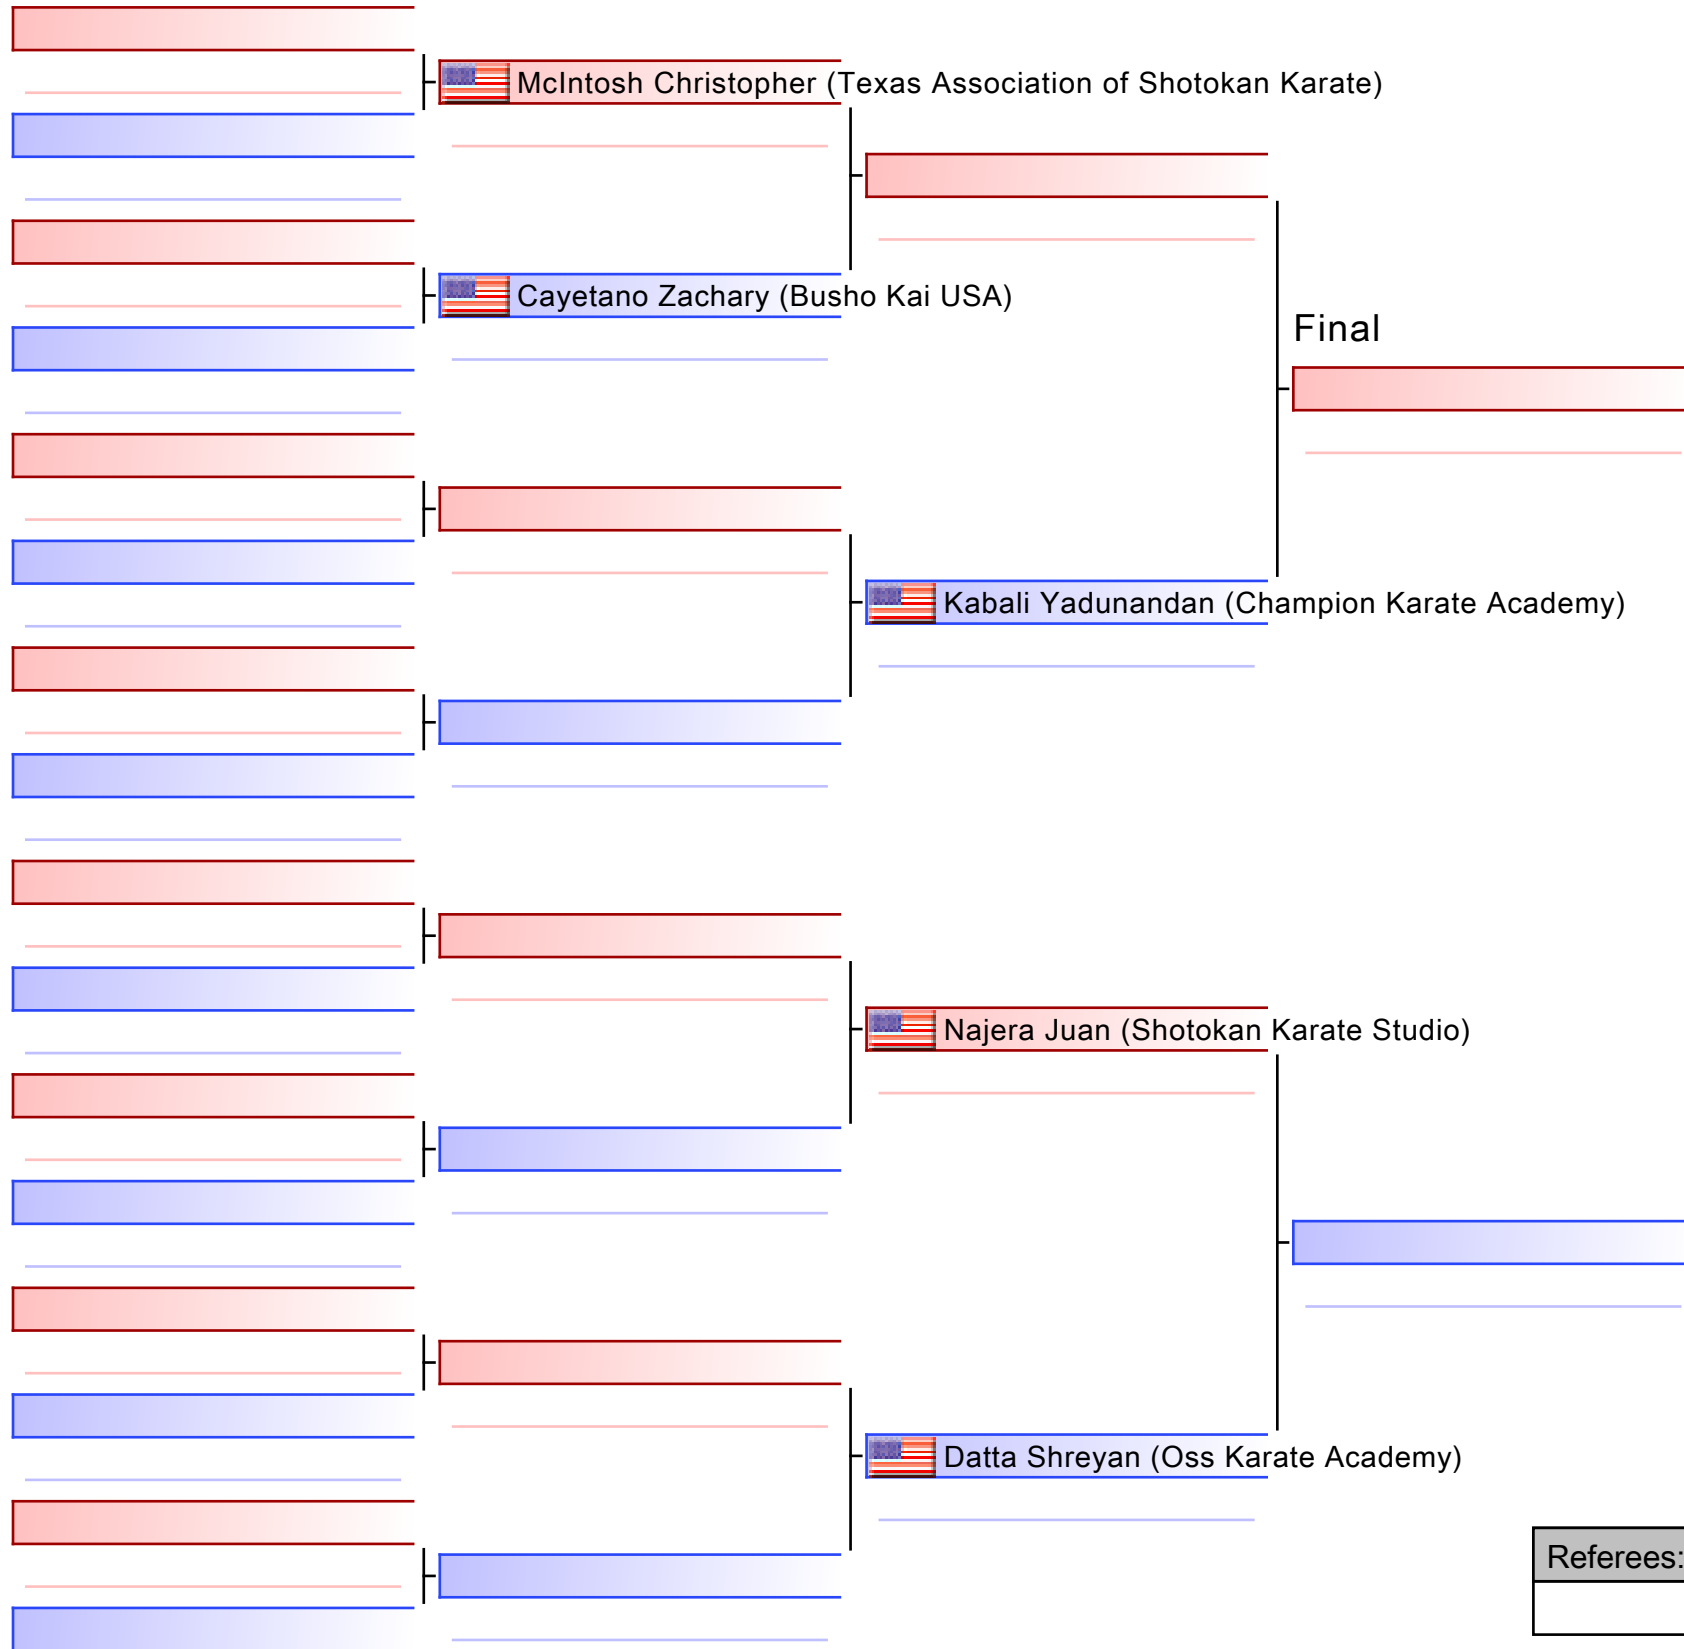 McIntosh Christopher (Texas Association of Shotokan Karate)
Cayetano Zachary (Busho Kai USA)
Final
Kabali Yadunandan (Champion Karate Academy)
Najera Juan (Shotokan Karate Studio)
Datta Shreyan (Oss Karate Academy)
Referees: